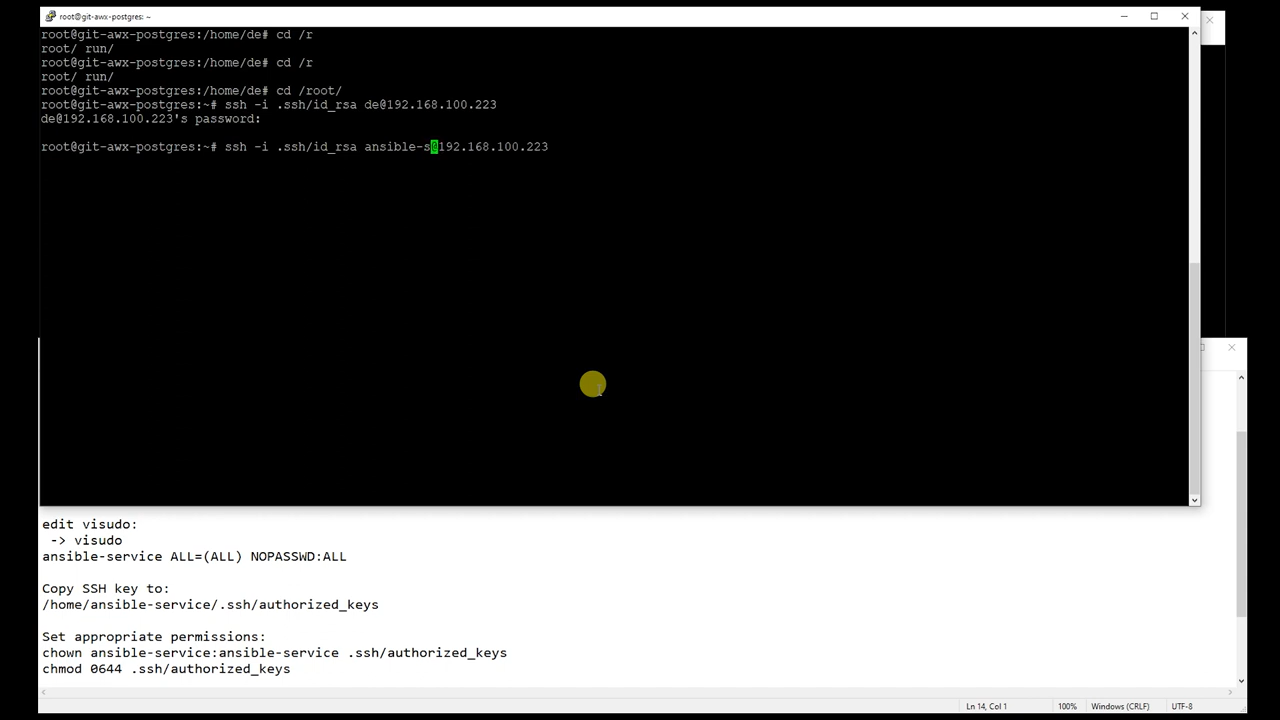 root@git-awx-postgres: ~
root@git-awx-postgres:/home/de# cd /r
root/ run/
root@git-awx-postgres:/home/de# cd /r
root/ run/
root@git-awx-postgres:/home/de# cd /root/
root@git-awx-postgres:~# ssh -i .ssh/id_rsa de@192.168.100.223
de@192.168.100.223's password:
root@git-awx-postgres:~# ssh -i .ssh/id_rsa ansible-s@192.168.100.223
edit visudo:
-> visudo
ansible-service ALL=(ALL) NOPASSWD:ALL
Copy SSH key to:
/home/ansible-service/.ssh/authorized_keys
Set appropriate permissions:
chown ansible-service:ansible-service .ssh/authorized_keys
chmod 0644 .ssh/authorized_keys
Ln 14, Col 1 100% Windows (CRLF) UTF-8